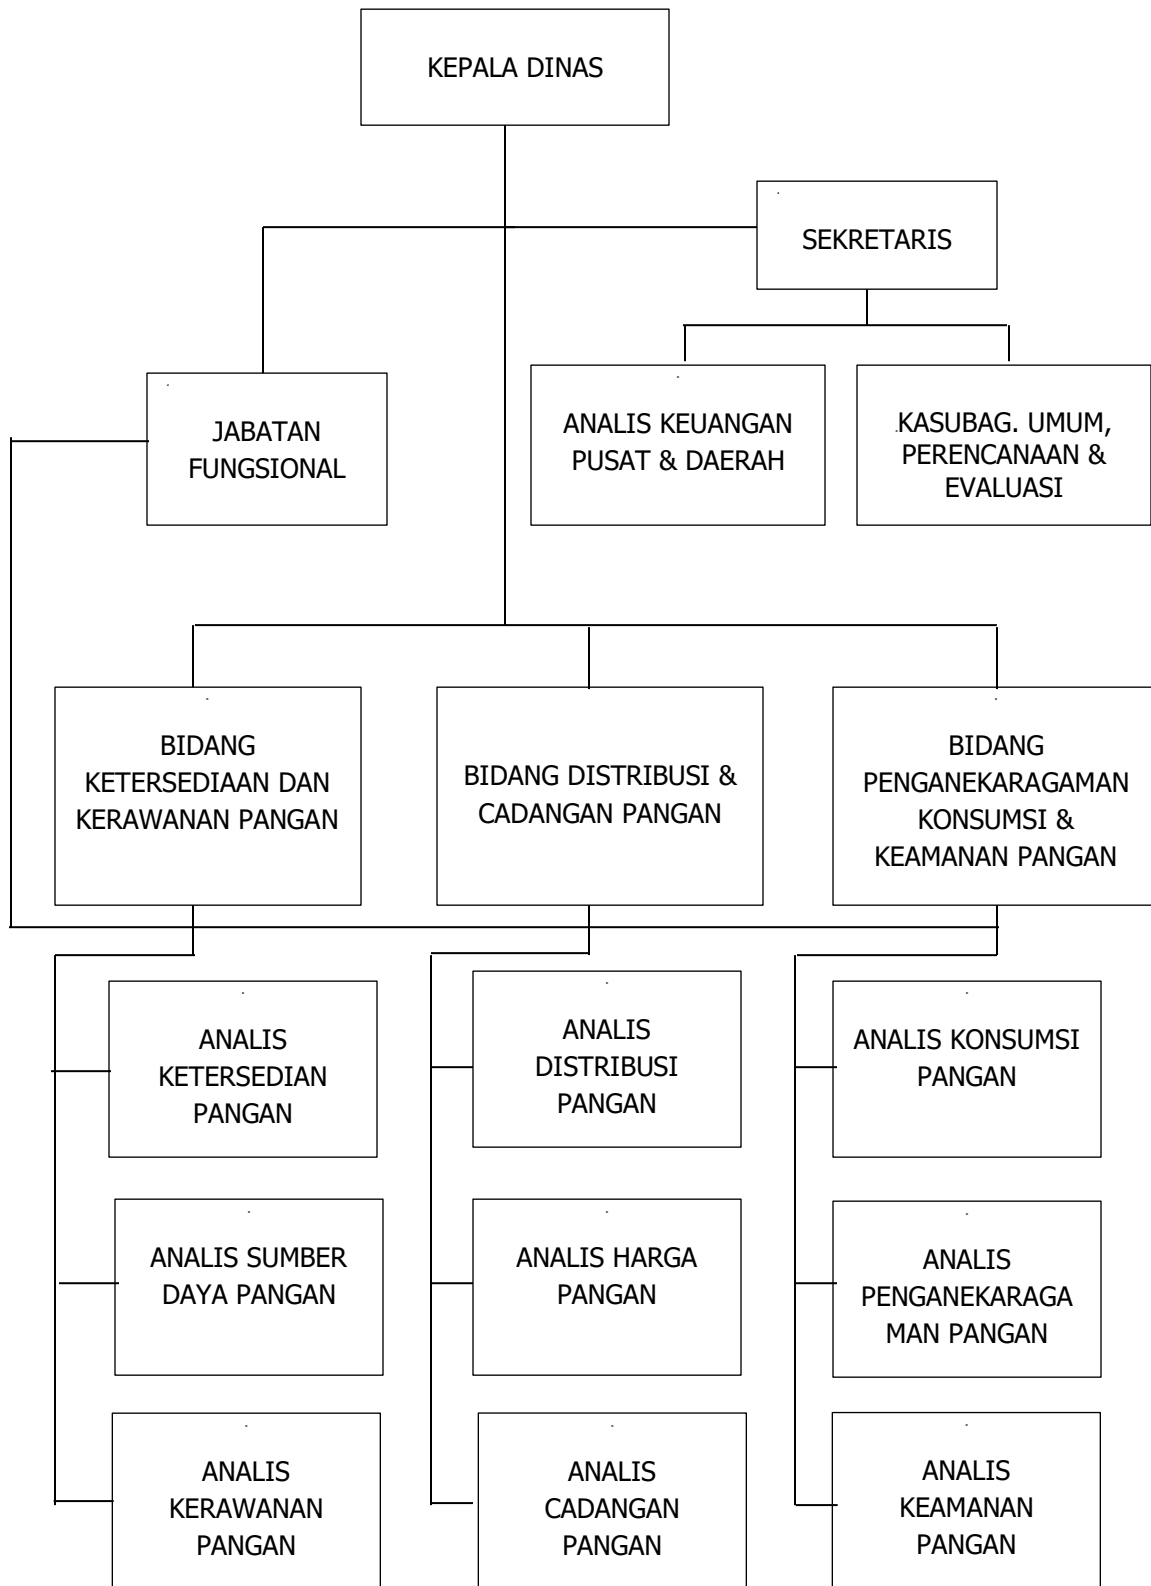 KEPALA DINAS
SEKRETARIS
JABATAN
FUNGSIONAL
ANALIS KEUANGAN
PUSAT & DAERAH
KASUBAG. UMUM,
PERENCANAAN &
EVALUASI
BIDANG
KETERSEDIAAN DAN
KERAWANAN PANGAN
BIDANG DISTRIBUSI &
CADANGAN PANGAN
BIDANG
PENGANEKARAGAMAN
KONSUMSI &
KEAMANAN PANGAN
ANALIS
KETERSEDIAN
PANGAN
ANALIS
DISTRIBUSI
PANGAN
ANALIS KONSUMSI
PANGAN
ANALIS SUMBER
DAYA PANGAN
ANALIS HARGA
PANGAN
ANALIS
PENGANEKARAGA
MAN PANGAN
ANALIS
KERAWANAN
PANGAN
ANALIS
CADANGAN
PANGAN
ANALIS
KEAMANAN
PANGAN